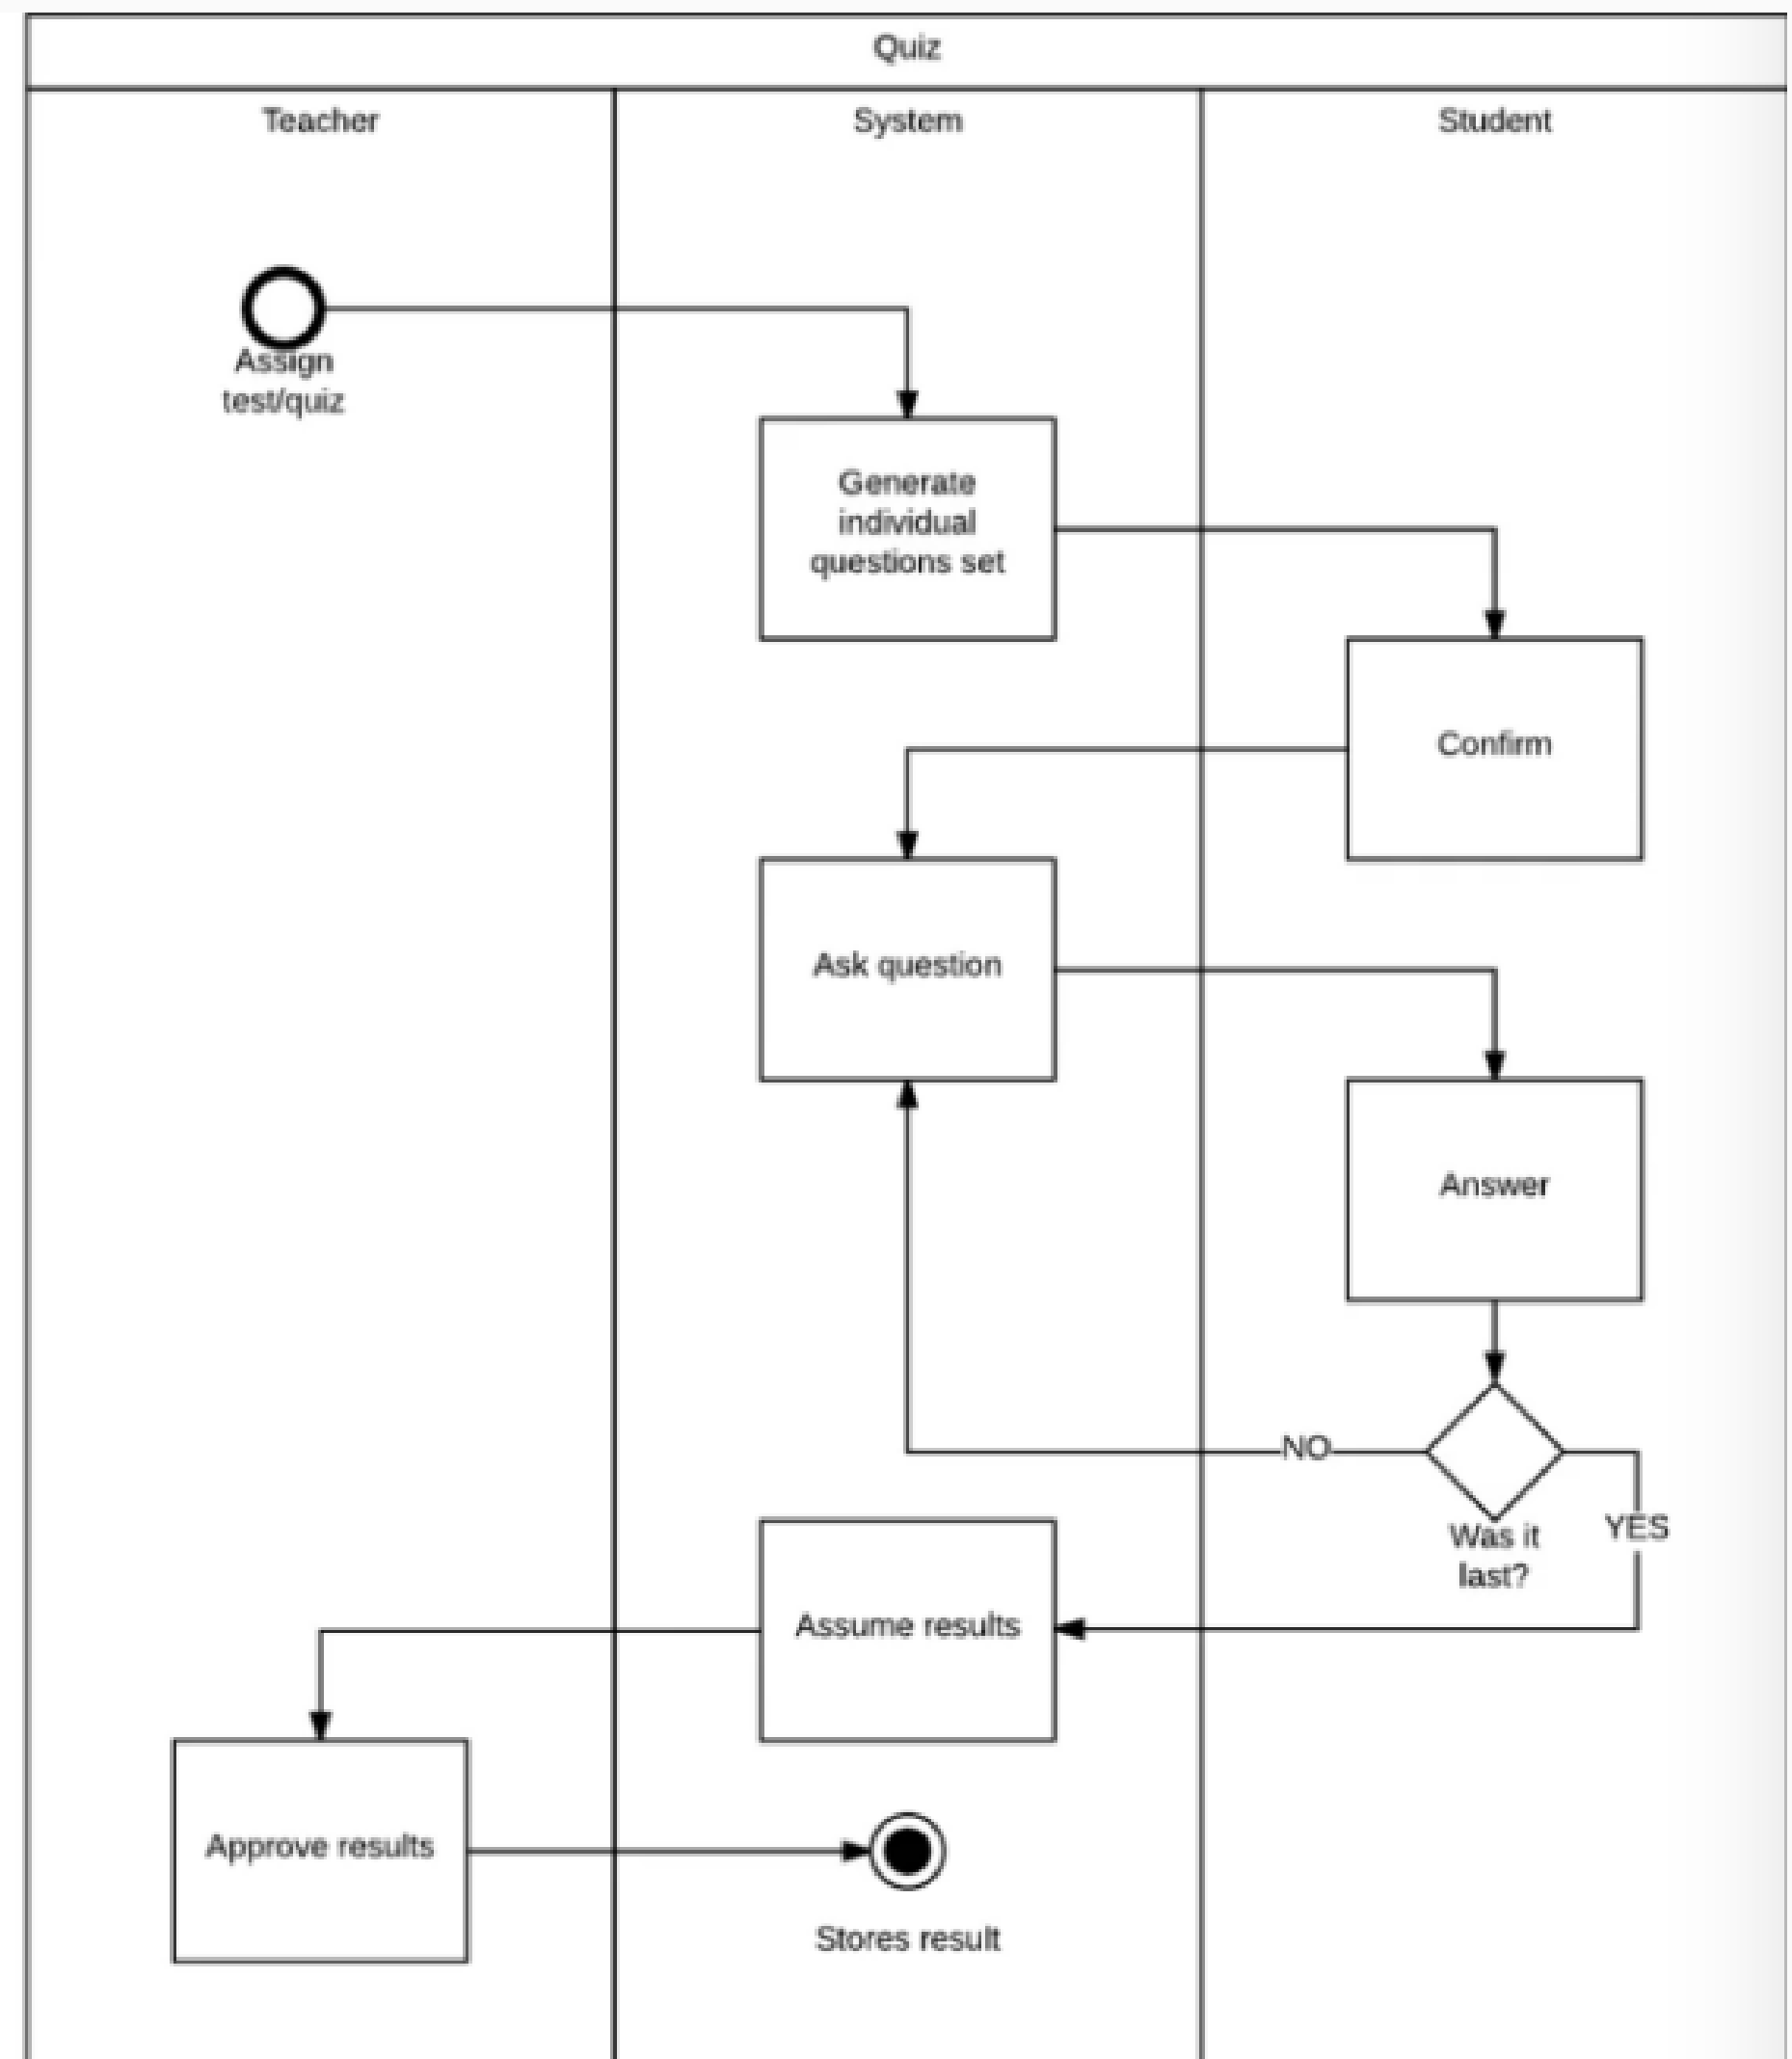 Quiz
Teacher
System
Student
Assign
test/quiz
Generate
individual
questions set
Confirm
Ask question
Answer
NO
Was it
last?
YES
Assume results
Approve results
Stores result